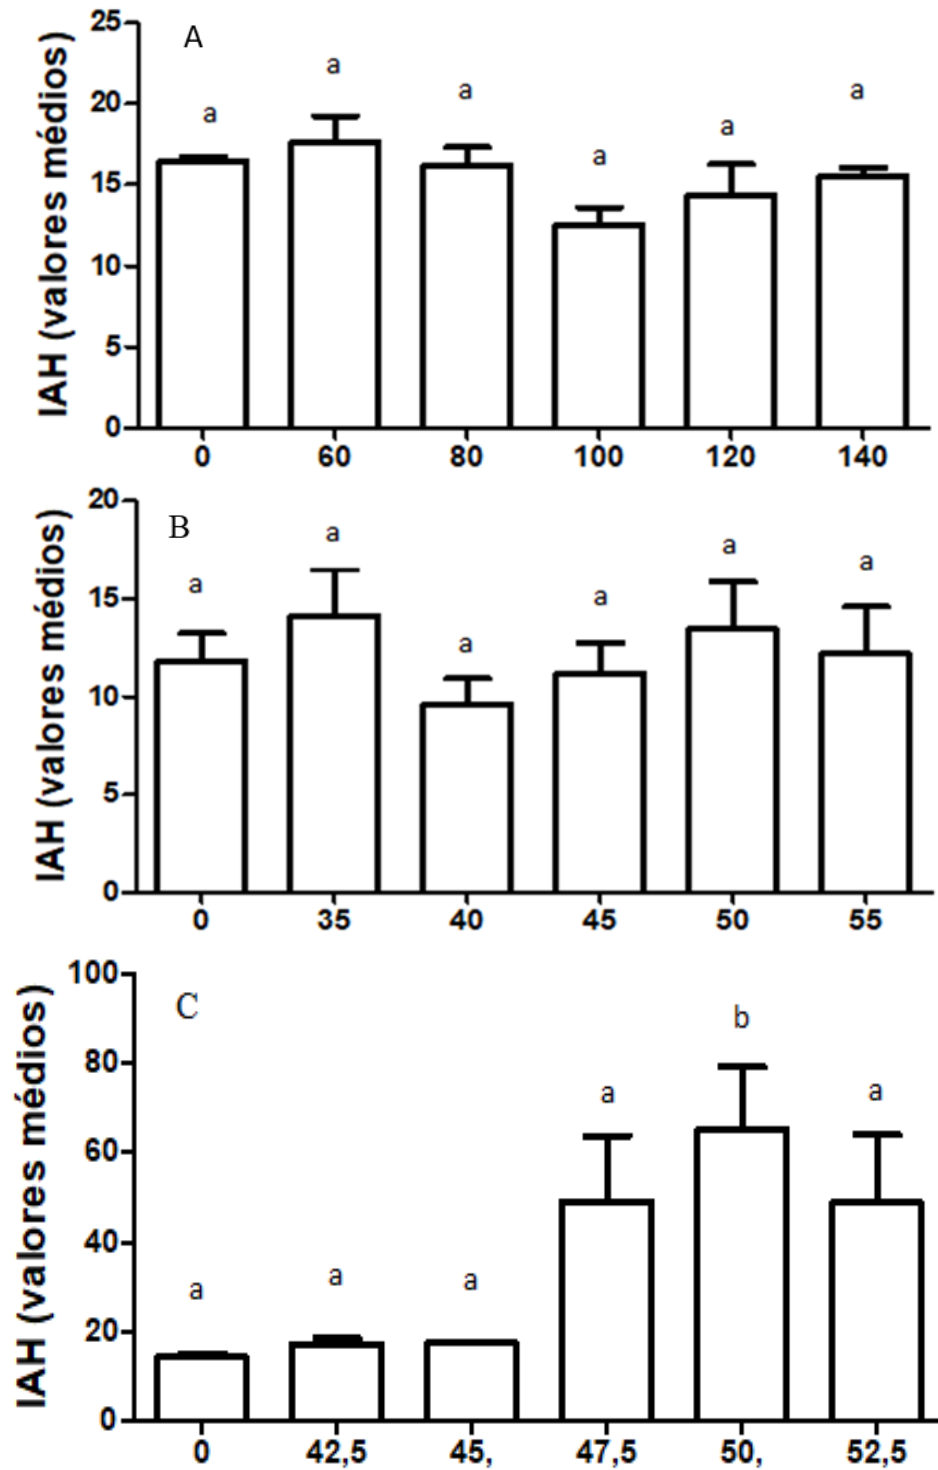 IAH (valores médios)
A
25
20
15
10
5
0
a
a
a
a
a
a
0 60 80 100 120 140
IAH (valores médios)
B
20
15
10
5
0
a
a
a
a
a
a
0 35 40 45 50 55
IAH (valores médios)
C
100
80
60
40
20
0
a
a
a
a
b
a
0 42,5 45, 47,5 50, 52,5